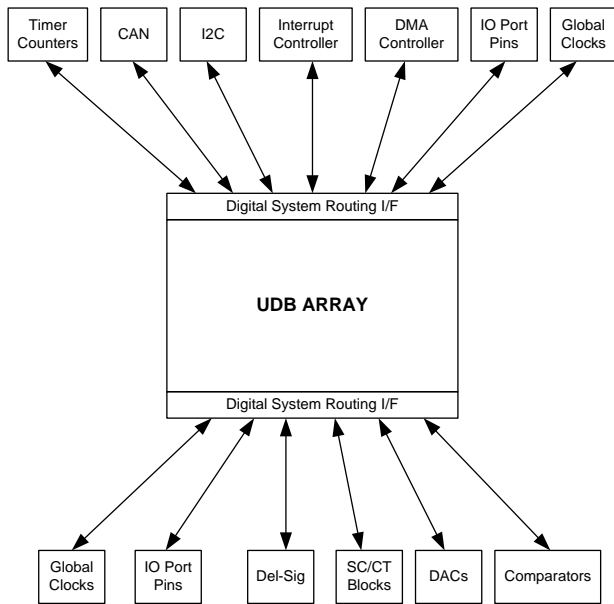 Timer
Counters
CAN
I2C
Interrupt
Controller
DMA
Controller
IO Port
Pins
Global
Clocks
Digital System Routing I/F
UDB ARRAY
Digital System Routing I/F
Global
Clocks
IO Port
Pins
Del-Sig
SC/CT
Blocks
DACs
Comparators